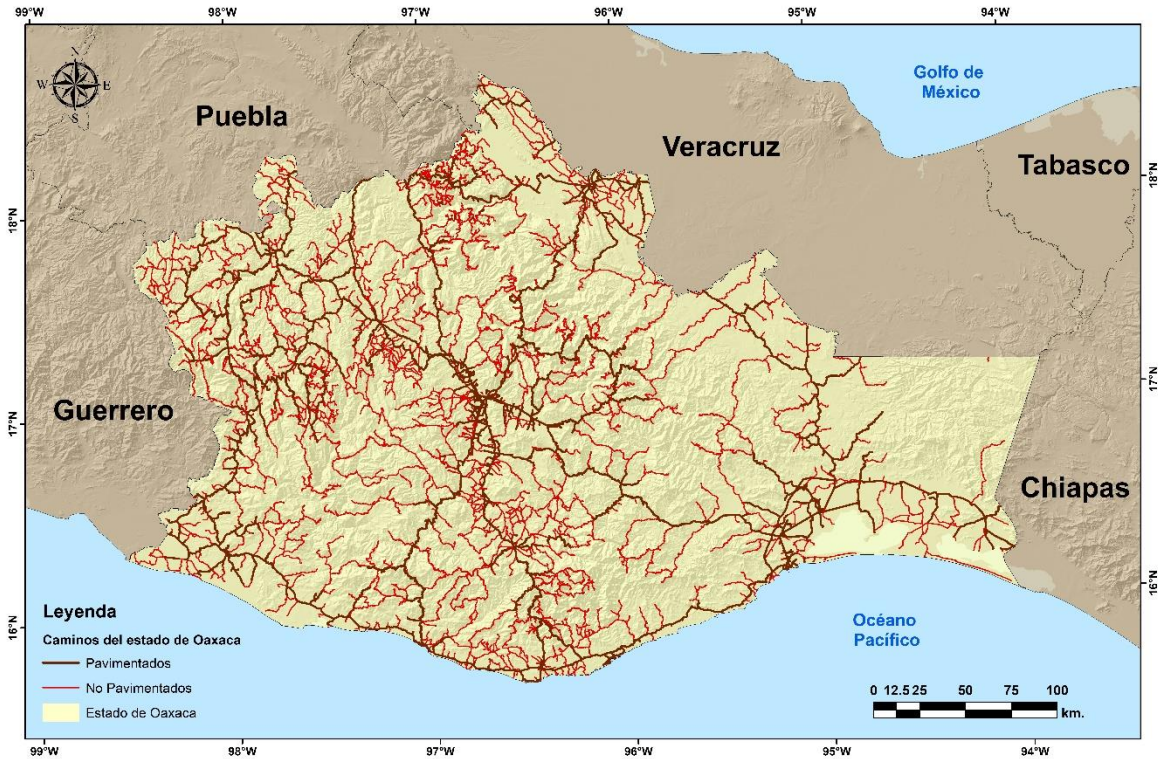 99°W 98°W 97°W 96°W 95°W 94°W
N
W E
S
Golfo de
México
Puebla
Veracruz
Tabasco
18°N 18°N
17°N 17°N
Guerrero
Chiapas
16°N 16°N
Leyenda
Caminos del estado de Oaxaca
Pavimentados
No Pavimentados
Estado de Oaxaca
Océano
Pacífico
0 12.5 25 50 75 100
km.
99°W 98°W 97°W 96°W 95°W 94°W